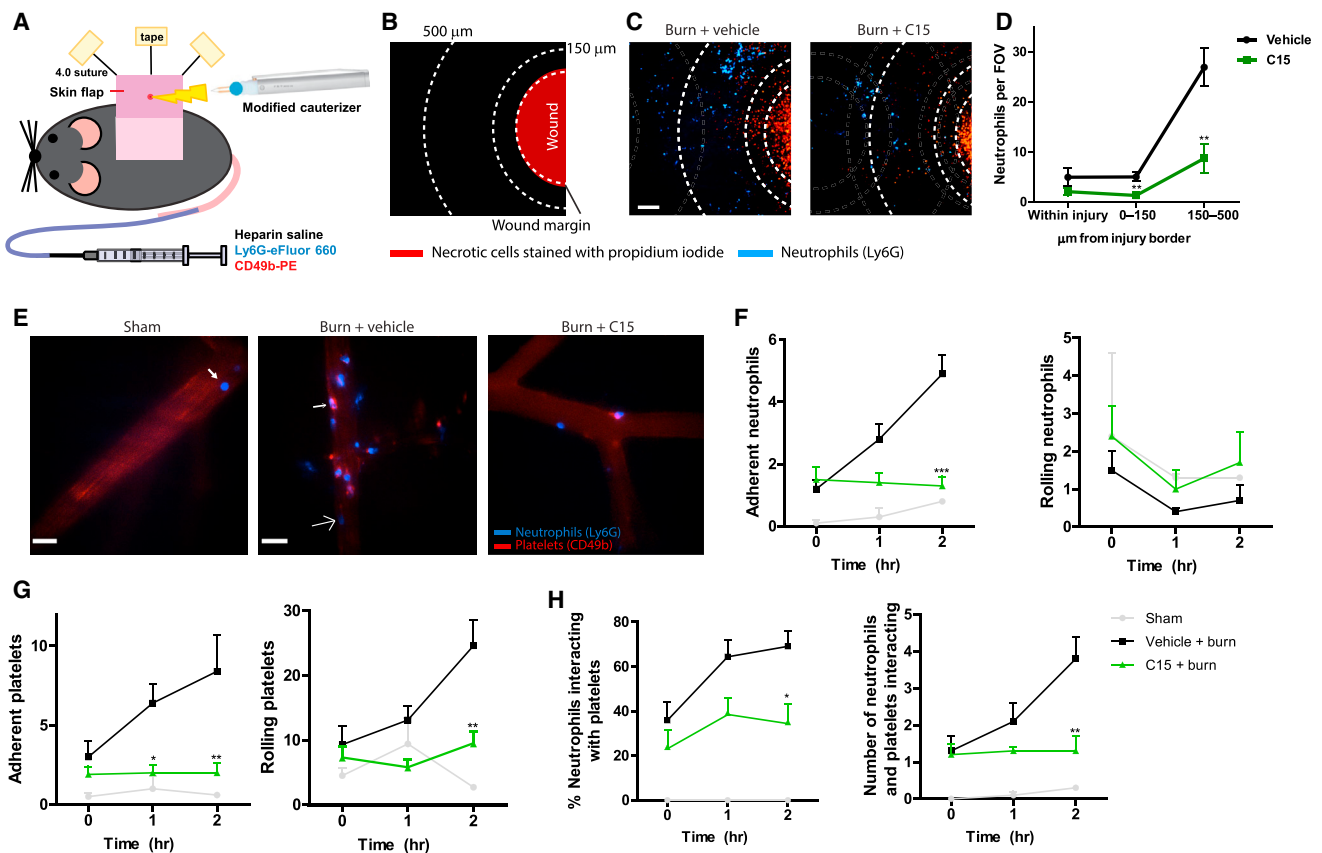 A
tape
4.0 suture
Skin flap
Modified cauterizer
Heparin saline
Ly6G-eFluor 660
CD49b-PE
B
500 μm
150 μm
Wound
Wound margin
C
Burn + vehicle
Burn + C15
Necrotic cells stained with propidium iodide
Neutrophils (Ly6G)
D
Neutrophils per FOV
30
20
10
0
**
**
Within injury
0–150
150–500
μm from injury border
Vehicle
C15
E
Sham
Burn + vehicle
Burn + C15
Neutrophils (Ly6G)
Platelets (CD49b)
F
Adherent neutrophils
6
4
2
0
***
0
1
2
Time (hr)
Rolling neutrophils
5
4
3
2
1
0
0
1
2
Time (hr)
G
Adherent platelets
10
5
0
*
**
0
1
2
Time (hr)
Rolling platelets
30
20
10
0
**
0
1
2
Time (hr)
H
% Neutrophils interacting
with platelets
80
60
40
20
0
*
0
1
2
Time (hr)
Number of neutrophils
and platelets interacting
5
4
3
2
1
0
**
0
1
2
Time (hr)
Sham
Vehicle + burn
C15 + burn